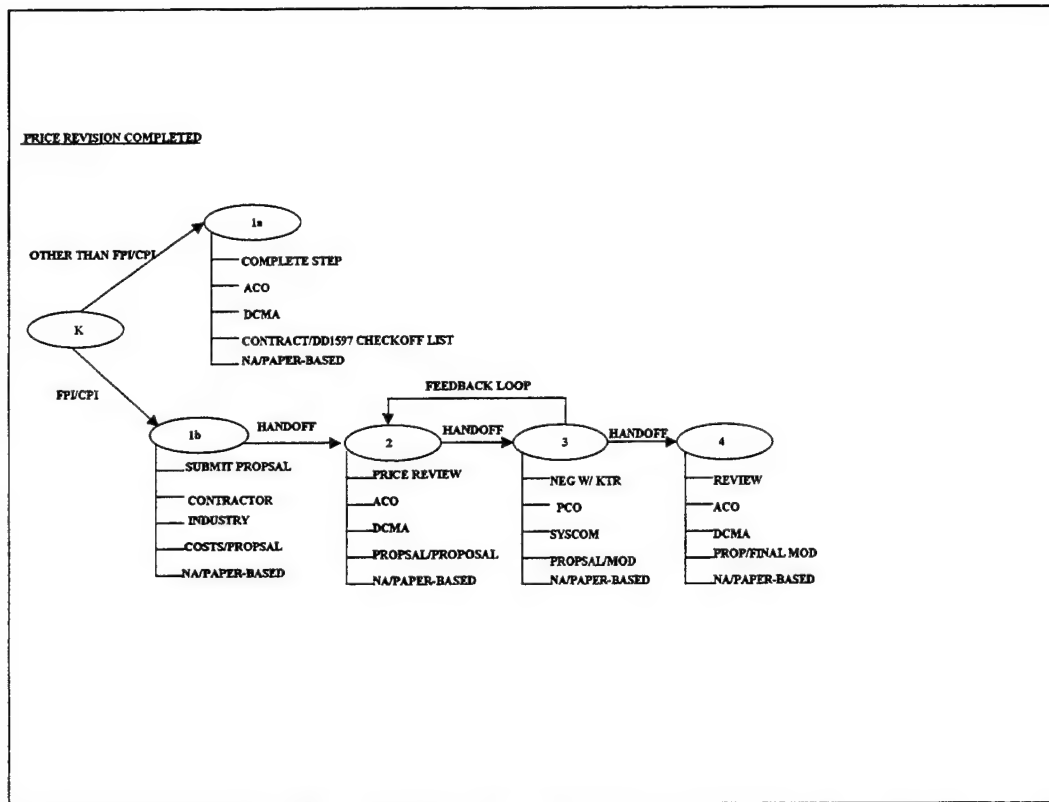 PRICE REVISION COMPLETED
1a
OTHER THAN FPI/CPI
COMPLETE STEP
ACO
DCMA
CONTRACT/DD1597 CHECKOFF LIST
NA/PAPER-BASED
K
FPI/CPI
FEEDBACK LOOP
1b
HANDOFF
2
HANDOFF
3
HANDOFF
4
SUBMIT PROPSAL
CONTRACTOR
INDUSTRY
COSTS/PROPSAL
NA/PAPER-BASED
PRICE REVIEW
ACO
DCMA
PROPSAL/PROPOSAL
NA/PAPER-BASED
NEG W/ KTR
PCO
SYSCOM
PROPSAL/MOD
NA/PAPER-BASED
REVIEW
ACO
DCMA
PROP/FINAL MOD
NA/PAPER-BASED